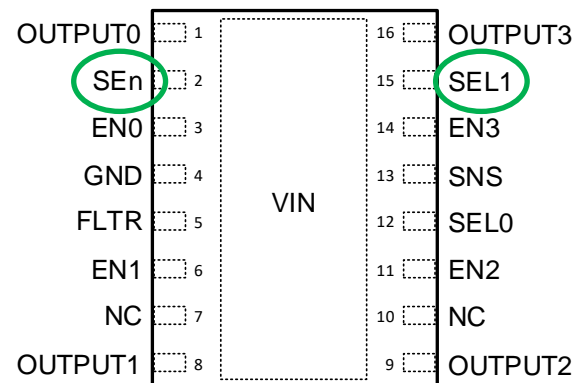 OUTPUT0 1 16 OUTPUT3
SEn 2 15 SEL1
EN0 3 14 EN3
GND 4 13 SNS
VIN
FLTR 5 12 SEL0
EN1 6 11 EN2
NC 7 10 NC
OUTPUT1 8 9 OUTPUT2